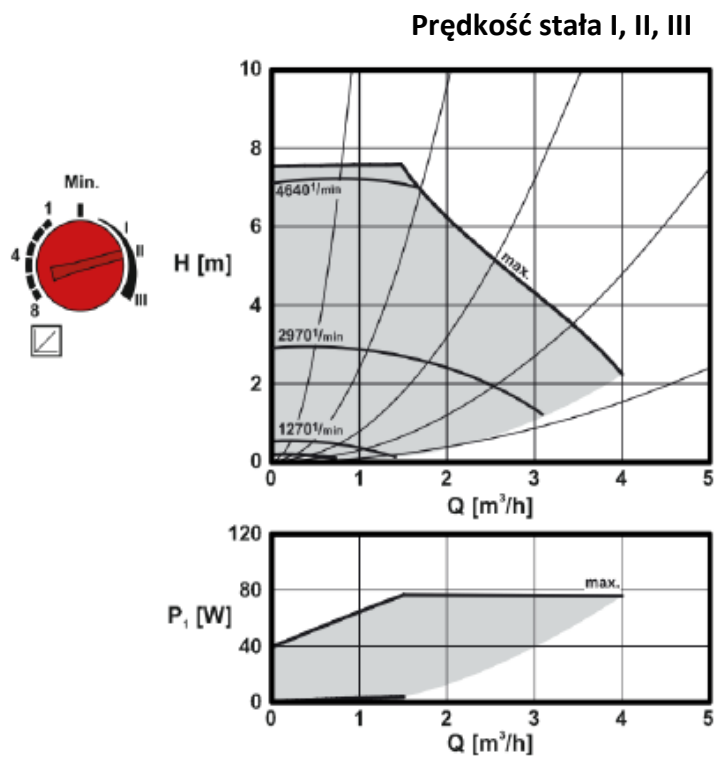 Prędkość stała I, II, III
10
8
6
4
2
0
H [m]
4640 1/min
2970 1/min
1270 1/min
max.
0 1 2 3 4 5
Q [m³/h]
Min.
1
4
8
I
II
III
120
80
40
0
P₁ [W]
max.
0 1 2 3 4 5
Q [m³/h]